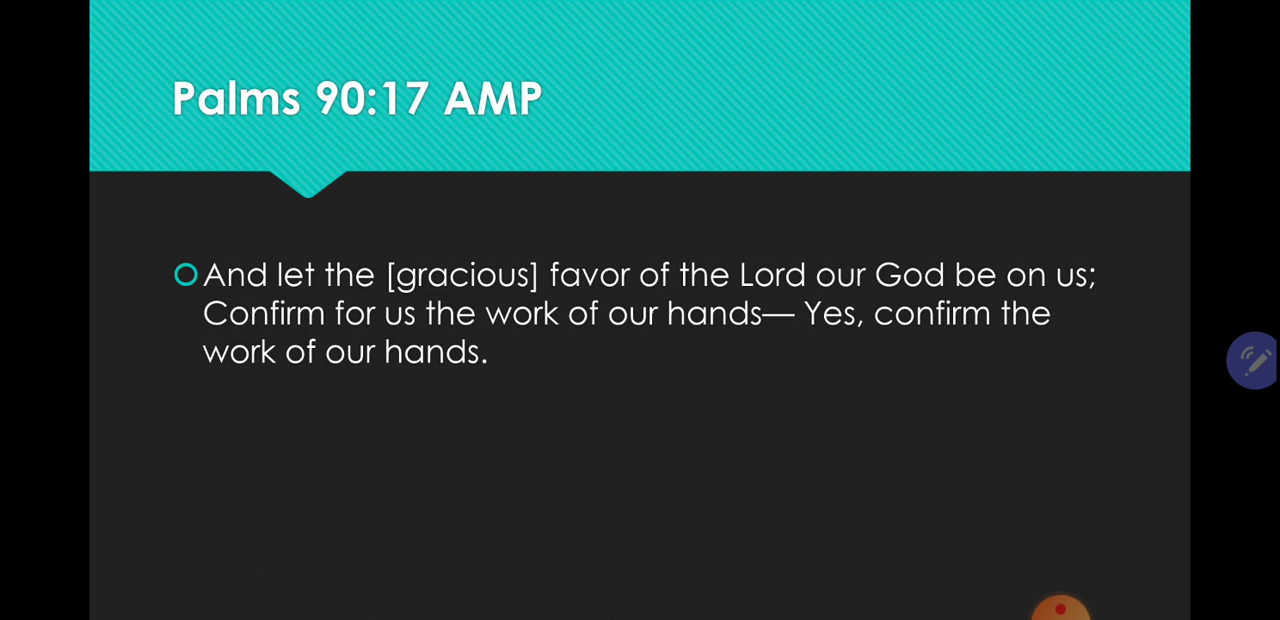 Palms 90:17 AMP
And let the [gracious] favor of the Lord our God be on us;
Confirm for us the work of our hands— Yes, confirm the
work of our hands.